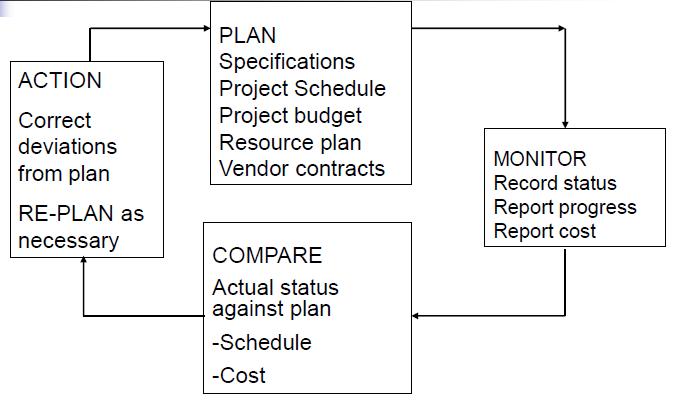 PLAN
Specifications
Project Schedule
Project budget
Resource plan
Vendor contracts
MONITOR
Record status
Report progress
Report cost
COMPARE
Actual status
against plan
-Schedule
-Cost
ACTION
Correct
deviations
from plan
RE-PLAN as
necessary